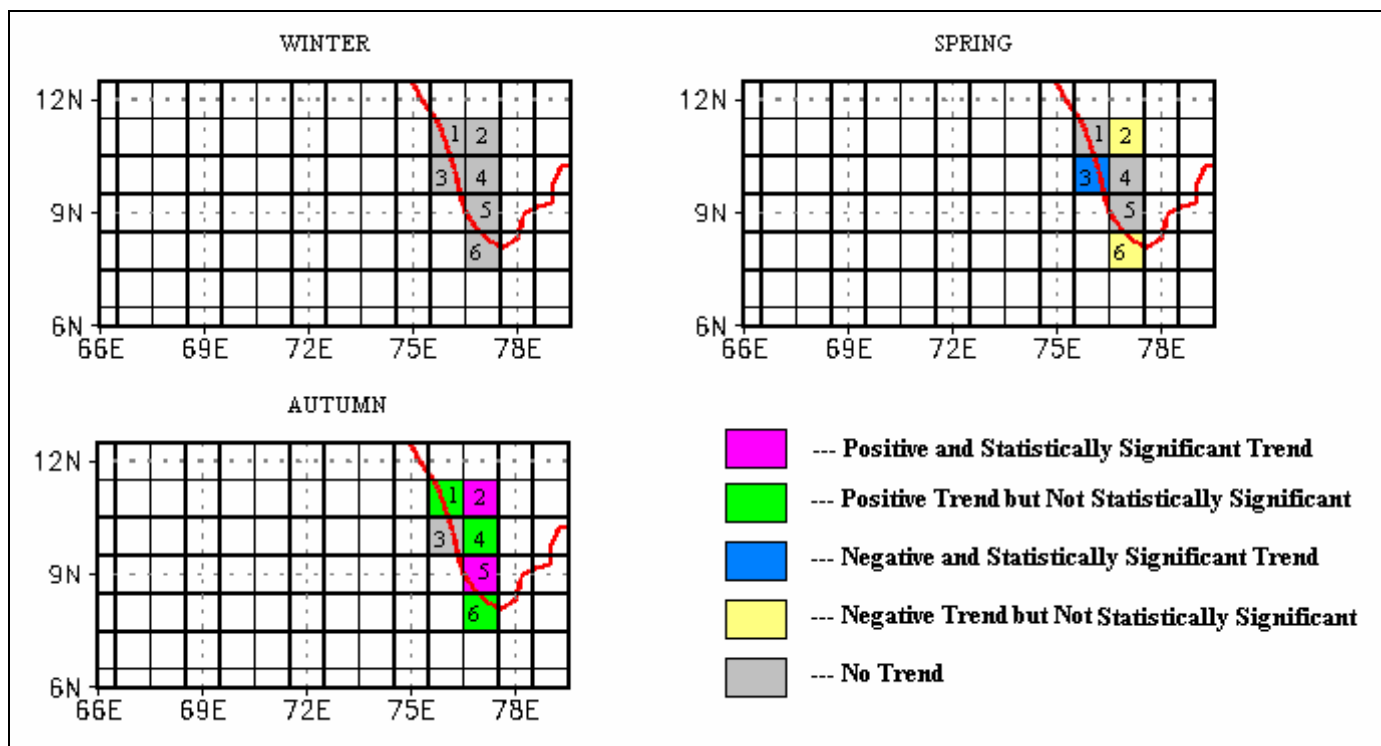 WINTER
12N
9N
6N
66E 69E 72E 75E 78E
1 2
3 4
5
6
SPRING
12N
9N
6N
66E 69E 72E 75E 78E
1 2
3 4
5
6
AUTUMN
12N
9N
6N
66E 69E 72E 75E 78E
1 2
3 4
5
6
--- Positive and Statistically Significant Trend
--- Positive Trend but Not Statistically Significant
--- Negative and Statistically Significant Trend
--- Negative Trend but Not Statistically Significant
--- No Trend